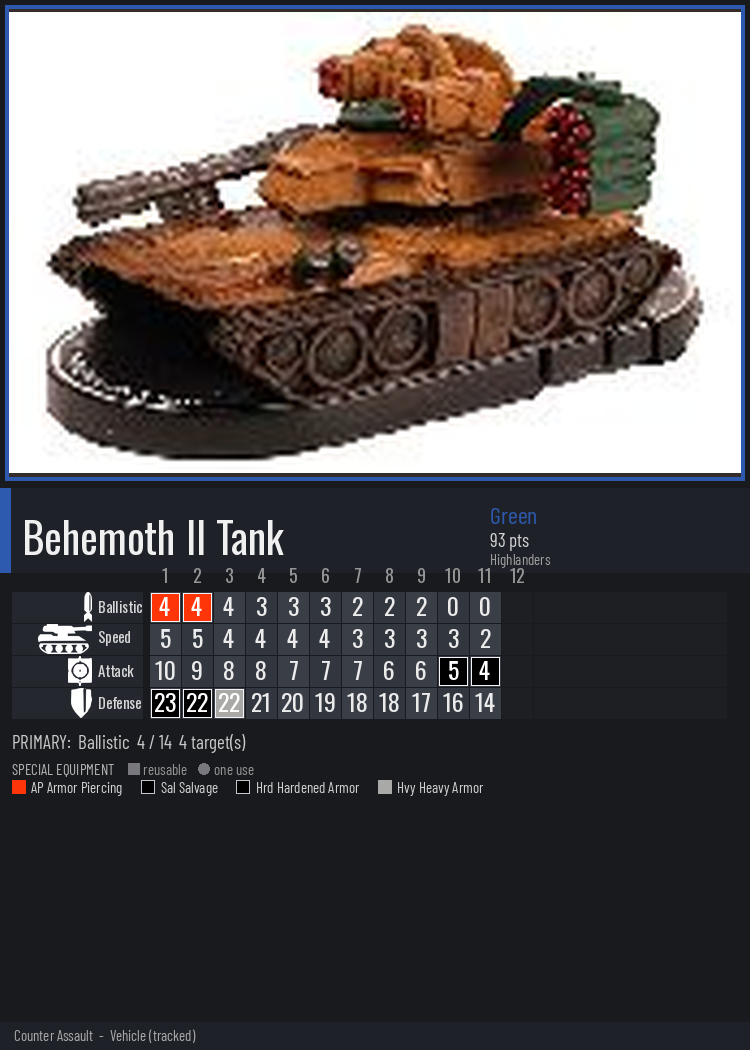 Behemoth II Tank
Green
93 pts
Highlanders
1 2 3 4 5 6 7 8 9 10 11 12
Ballistic 4 4 4 3 3 3 2 2 2 0 0
Speed 5 5 4 4 4 4 3 3 3 3 2
Attack 10 9 8 8 7 7 7 6 6 5 4
Defense 23 22 22 21 20 19 18 18 17 16 14
PRIMARY: Ballistic 4 / 14 4 target(s)
SPECIAL EQUIPMENT reusable one use
AP Armor Piercing Sal Salvage Hrd Hardened Armor Hvy Heavy Armor
Counter Assault - Vehicle (tracked)